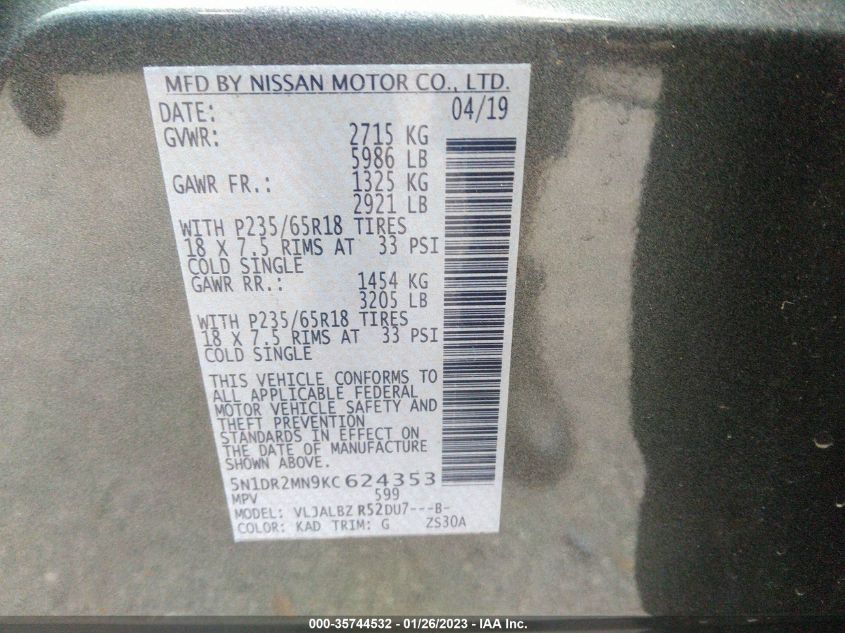 MFD BY NISSAN MOTOR CO., LTD.
DATE: 04/19
GVWR: 2715 KG
5986 LB
GAWR FR.: 1325 KG
2921 LB
WITH P235/65R18 TIRES
18 X 7.5 RIMS AT 33 PSI
COLD SINGLE
GAWR RR.: 1454 KG
3205 LB
WITH P235/65R18 TIRES
18 X 7.5 RIMS AT 33 PSI
COLD SINGLE
THIS VEHICLE CONFORMS TO
ALL APPLICABLE FEDERAL
MOTOR VEHICLE SAFETY AND
THEFT PREVENTION
STANDARDS IN EFFECT ON
THE DATE OF MANUFACTURE
SHOWN ABOVE.
5N1DR2MN9KC624353
MPV 599
MODEL: VLJALBZ R52DU7---B-
COLOR: KAD TRIM: G ZS30A
000-35744532 - 01/26/2023 - IAA Inc.